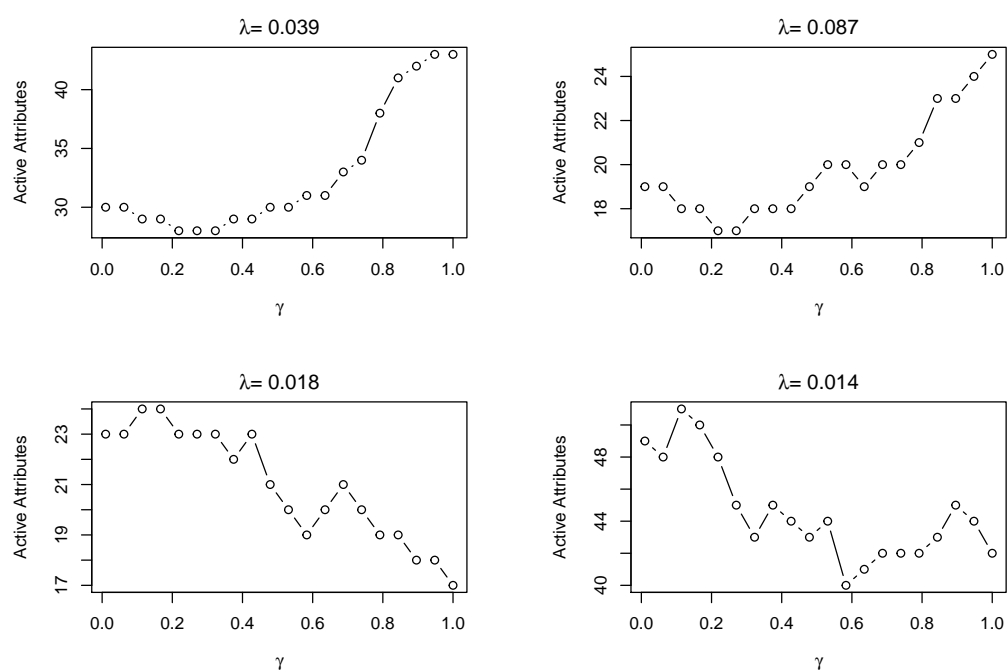 λ= 0.039
Active Attributes
30 35 40
0.0 0.2 0.4 0.6 0.8 1.0
γ
λ= 0.087
Active Attributes
18 20 22 24
0.0 0.2 0.4 0.6 0.8 1.0
γ
λ= 0.018
Active Attributes
17 19 21 23
0.0 0.2 0.4 0.6 0.8 1.0
γ
λ= 0.014
Active Attributes
40 44 48
0.0 0.2 0.4 0.6 0.8 1.0
γ